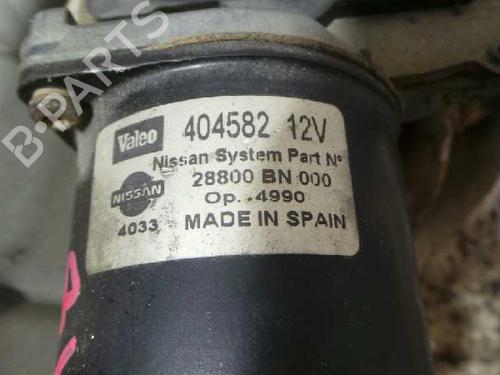 Valeo 404582 12V
Nissan System Part N°
NISSAN 28800 BN 000
Op. 4990
4033 MADE IN SPAIN
B-PARTS